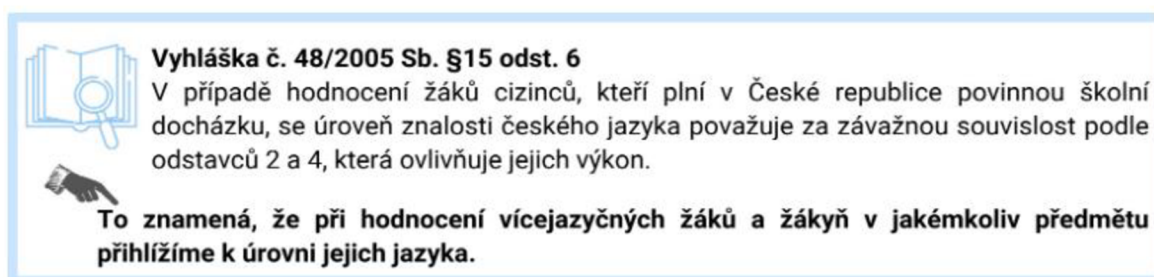 Vyhláška č. 48/2005 Sb. §15 odst. 6
V případě hodnocení žáků cizinců, kteří plní v České republice povinnou školní
docházku, se úroveň znalosti českého jazyka považuje za závažnou souvislost podle
odstavců 2 a 4, která ovlivňuje jejich výkon.
To znamená, že při hodnocení vícejazyčných žáků a žákyň v jakémkoliv předmětu
přihlížíme k úrovni jejich jazyka.